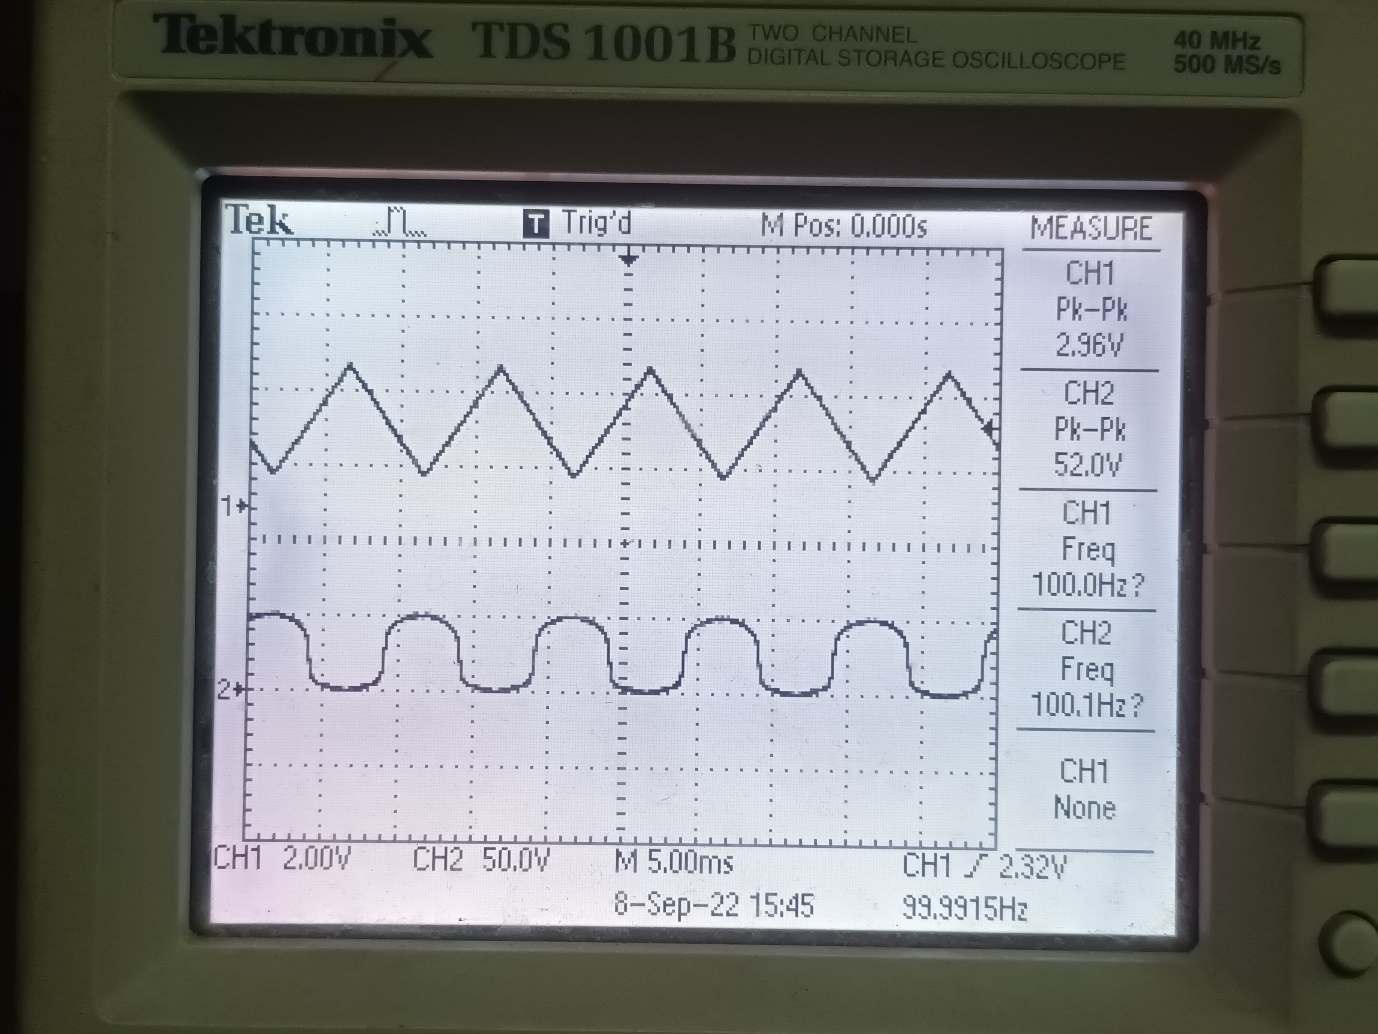 Tektronix TDS 1001B TWO CHANNEL
DIGITAL STORAGE OSCILLOSCOPE
40 MHz
500 MS/s
Tek T Trig'd M Pos: 0.000s MEASURE
CH1
Pk-Pk
2.96V
CH2
Pk-Pk
52.0V
CH1
Freq
100.0Hz?
CH2
Freq
100.1Hz?
CH1
None
1
2
CH1 2.00V CH2 50.0V M 5.00ms CH1 2.32V
8-Sep-22 15:45 99.9915Hz